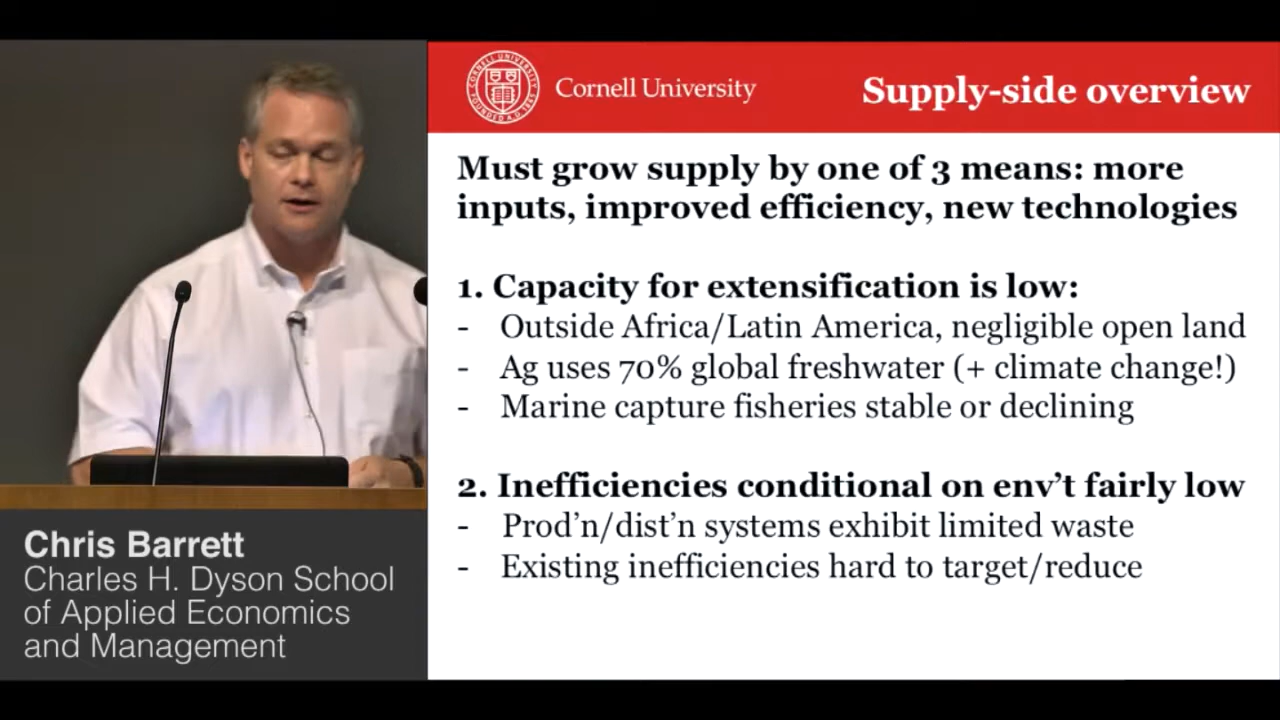 Cornell University
Supply-side overview
Must grow supply by one of 3 means: more
inputs, improved efficiency, new technologies
1. Capacity for extensification is low:
- Outside Africa/Latin America, negligible open land
- Ag uses 70% global freshwater (+ climate change!)
- Marine capture fisheries stable or declining
2. Inefficiencies conditional on env't fairly low
- Prod'n/dist'n systems exhibit limited waste
- Existing inefficiencies hard to target/reduce
Chris Barrett
Charles H. Dyson School
of Applied Economics
and Management